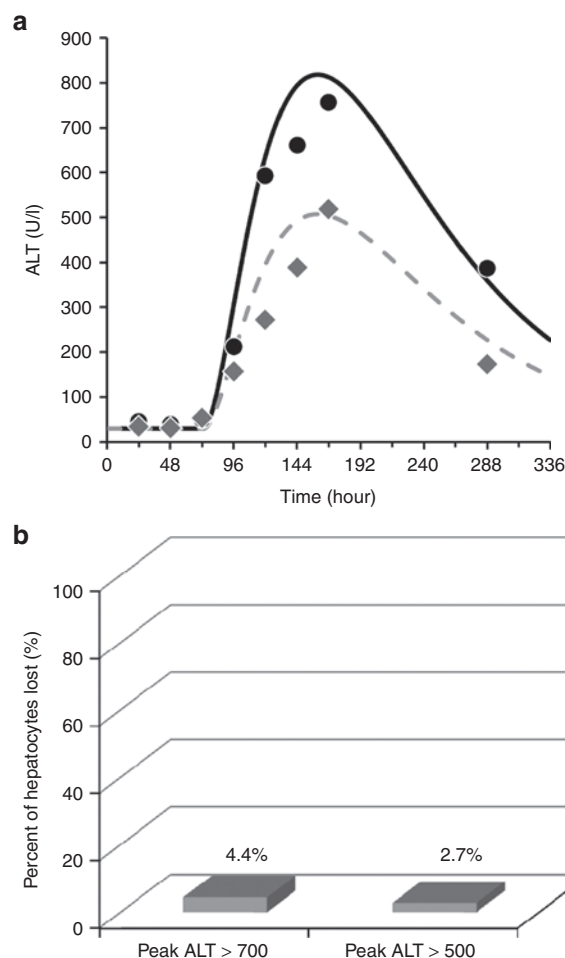 a
900
800
700
600
500
400
300
200
100
0
ALT (U/l)
0 48 96 144 192 240 288 336
Time (hour)
b
100
80
60
40
20
0
Percent of hepatocytes lost (%)
4.4% 2.7%
Peak ALT > 700 Peak ALT > 500